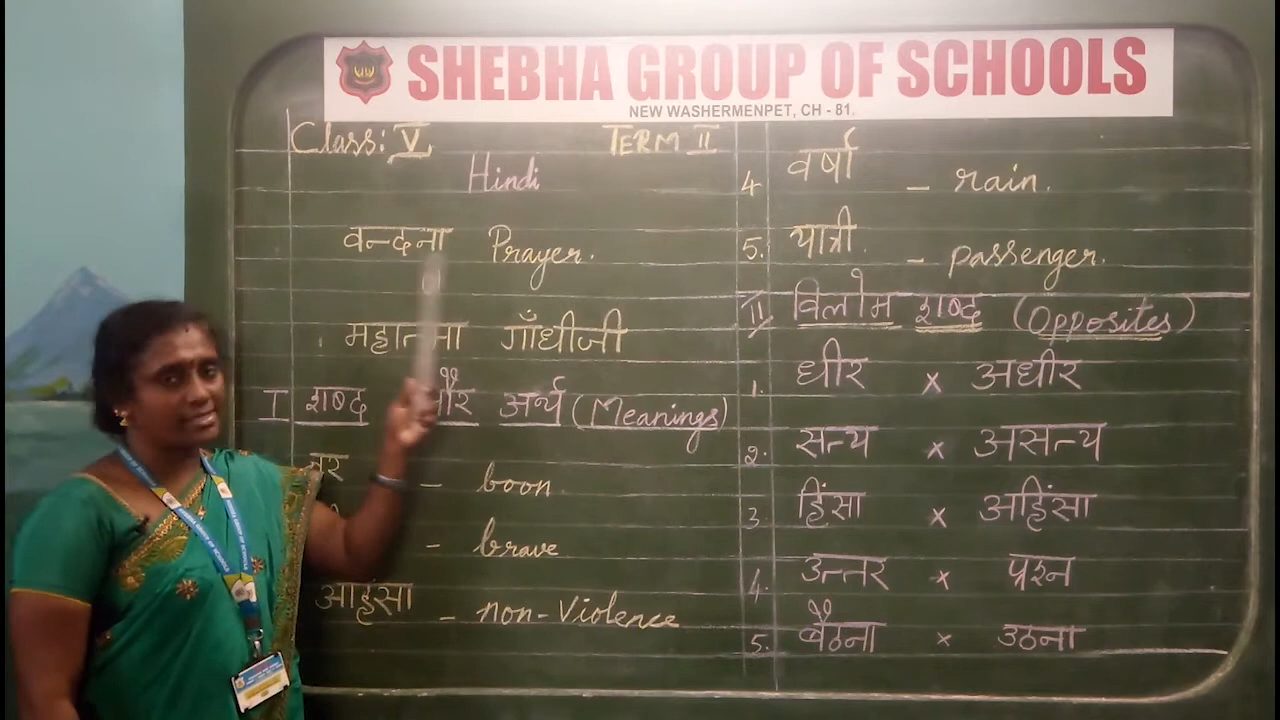 SHEBHA GROUP OF SCHOOLS
NEW WASHERMENPET, CH - 81.
Class: V
TERM II
Hindi
वन्दना Prayer.
गाँधीजी
I शब्द अर्थ (Meanings)
- boon
- brave
- non-Violence
4 वर्षा - rain.
5. यात्री - passenger.
II विलोम शब्द (Opposites)
1. धीर x अधीर
2. सत्य x असत्य
3 हिंसा x अहिंसा
4. उत्तर x प्रश्न
5. बैठना x उठना